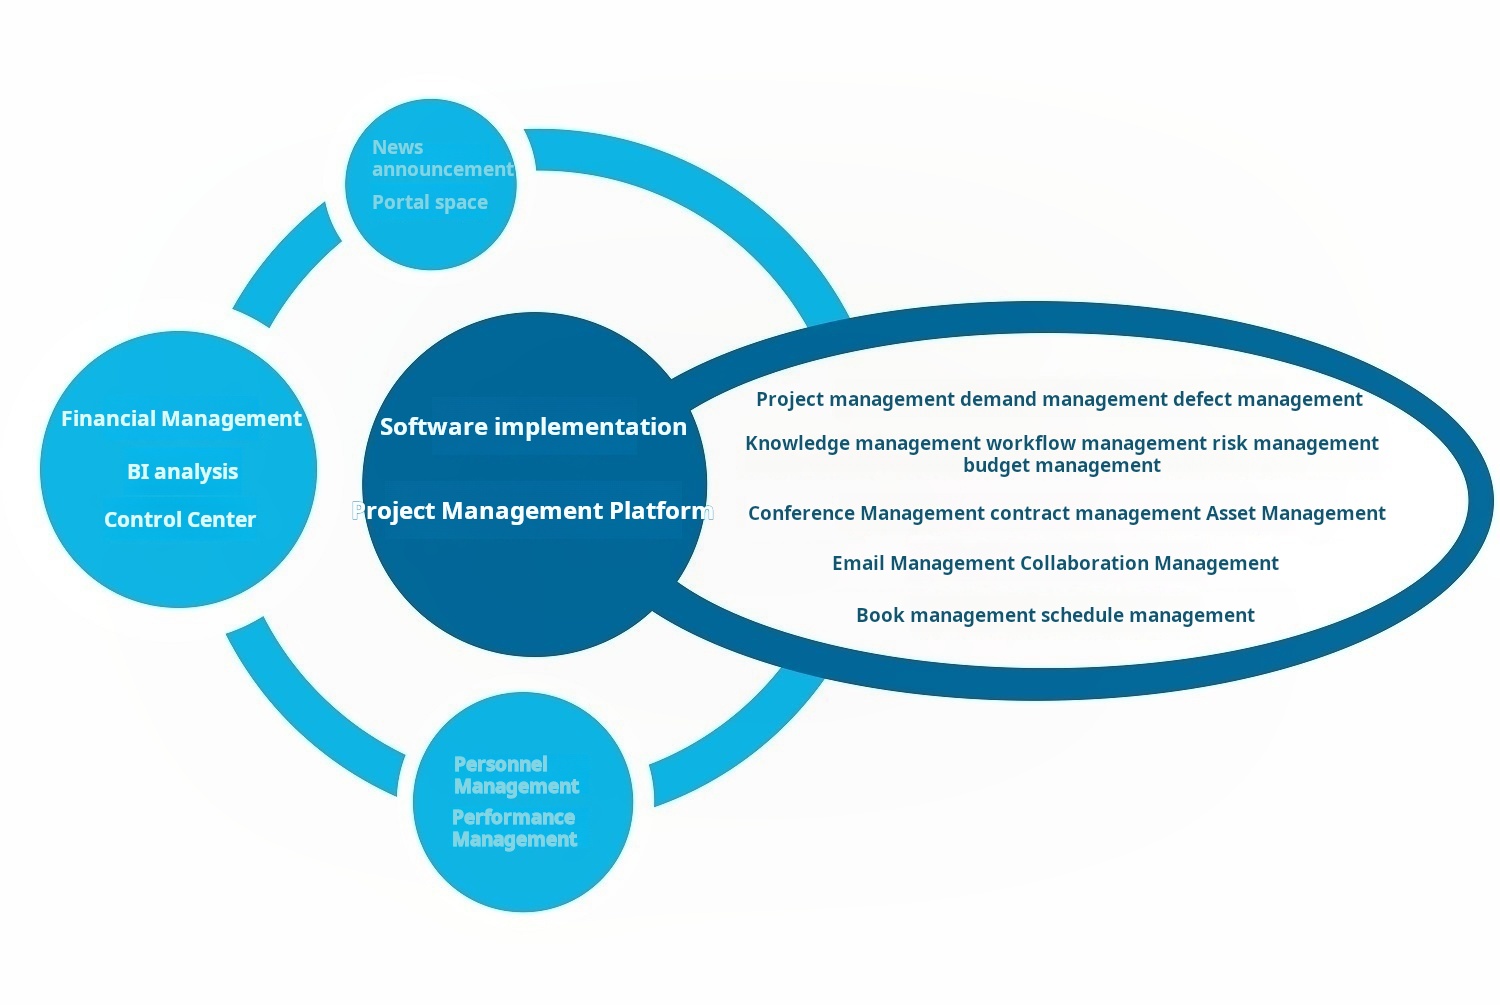 News
announcement
Portal space
Financial Management
BI analysis
Control Center
Software implementation
Project Management Platform
Project management demand management defect management
Knowledge management workflow management risk management
budget management
Conference Management contract management Asset Management
Email Management Collaboration Management
Book management schedule management
Personnel
Management
Performance
Management